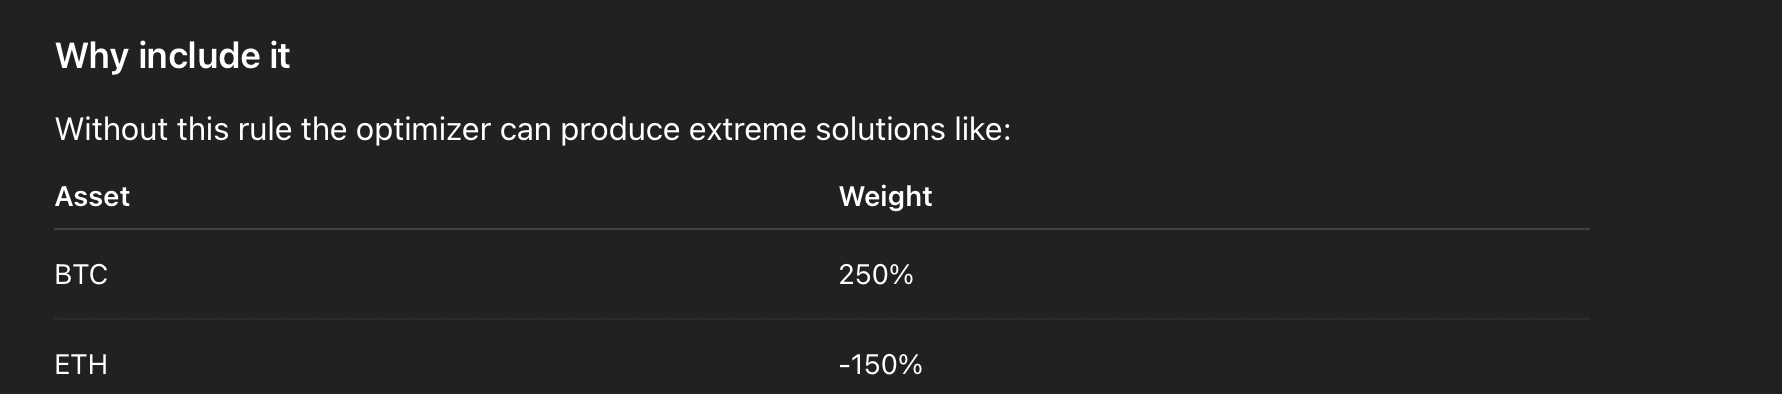 Why include it
Without this rule the optimizer can produce extreme solutions like:
Asset Weight
BTC 250%
ETH -150%